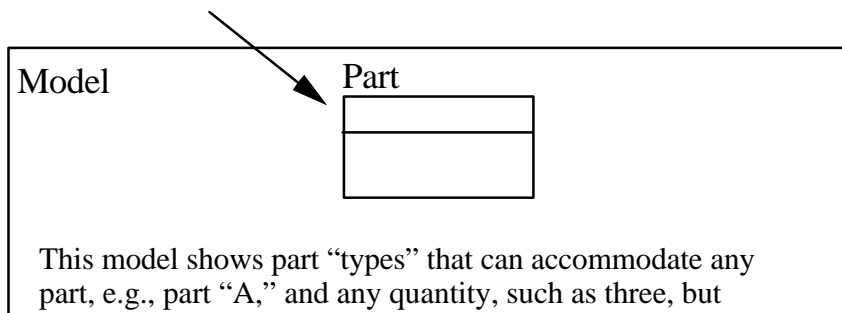 Model
Part
This model shows part “types” that can accommodate any
part, e.g., part “A,” and any quantity, such as three, but